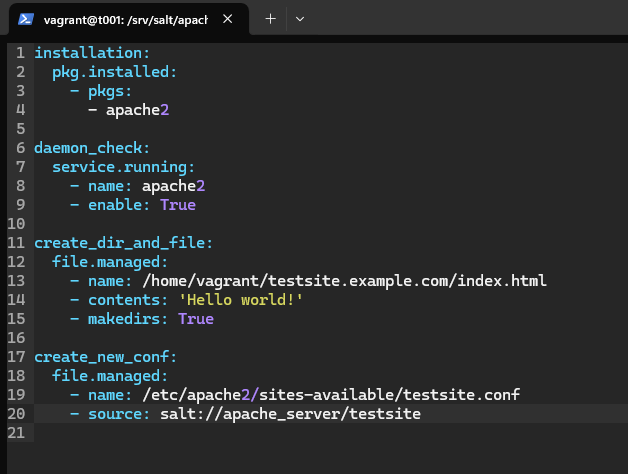 vagrant@t001: /srv/salt/apach
1 installation:
2   pkg.installed:
3     - pkgs:
4       - apache2
5
6 daemon_check:
7   service.running:
8     - name: apache2
9     - enable: True
10
11 create_dir_and_file:
12   file.managed:
13     - name: /home/vagrant/testsite.example.com/index.html
14     - contents: 'Hello world!'
15     - makedirs: True
16
17 create_new_conf:
18   file.managed:
19     - name: /etc/apache2/sites-available/testsite.conf
20     - source: salt://apache_server/testsite
21